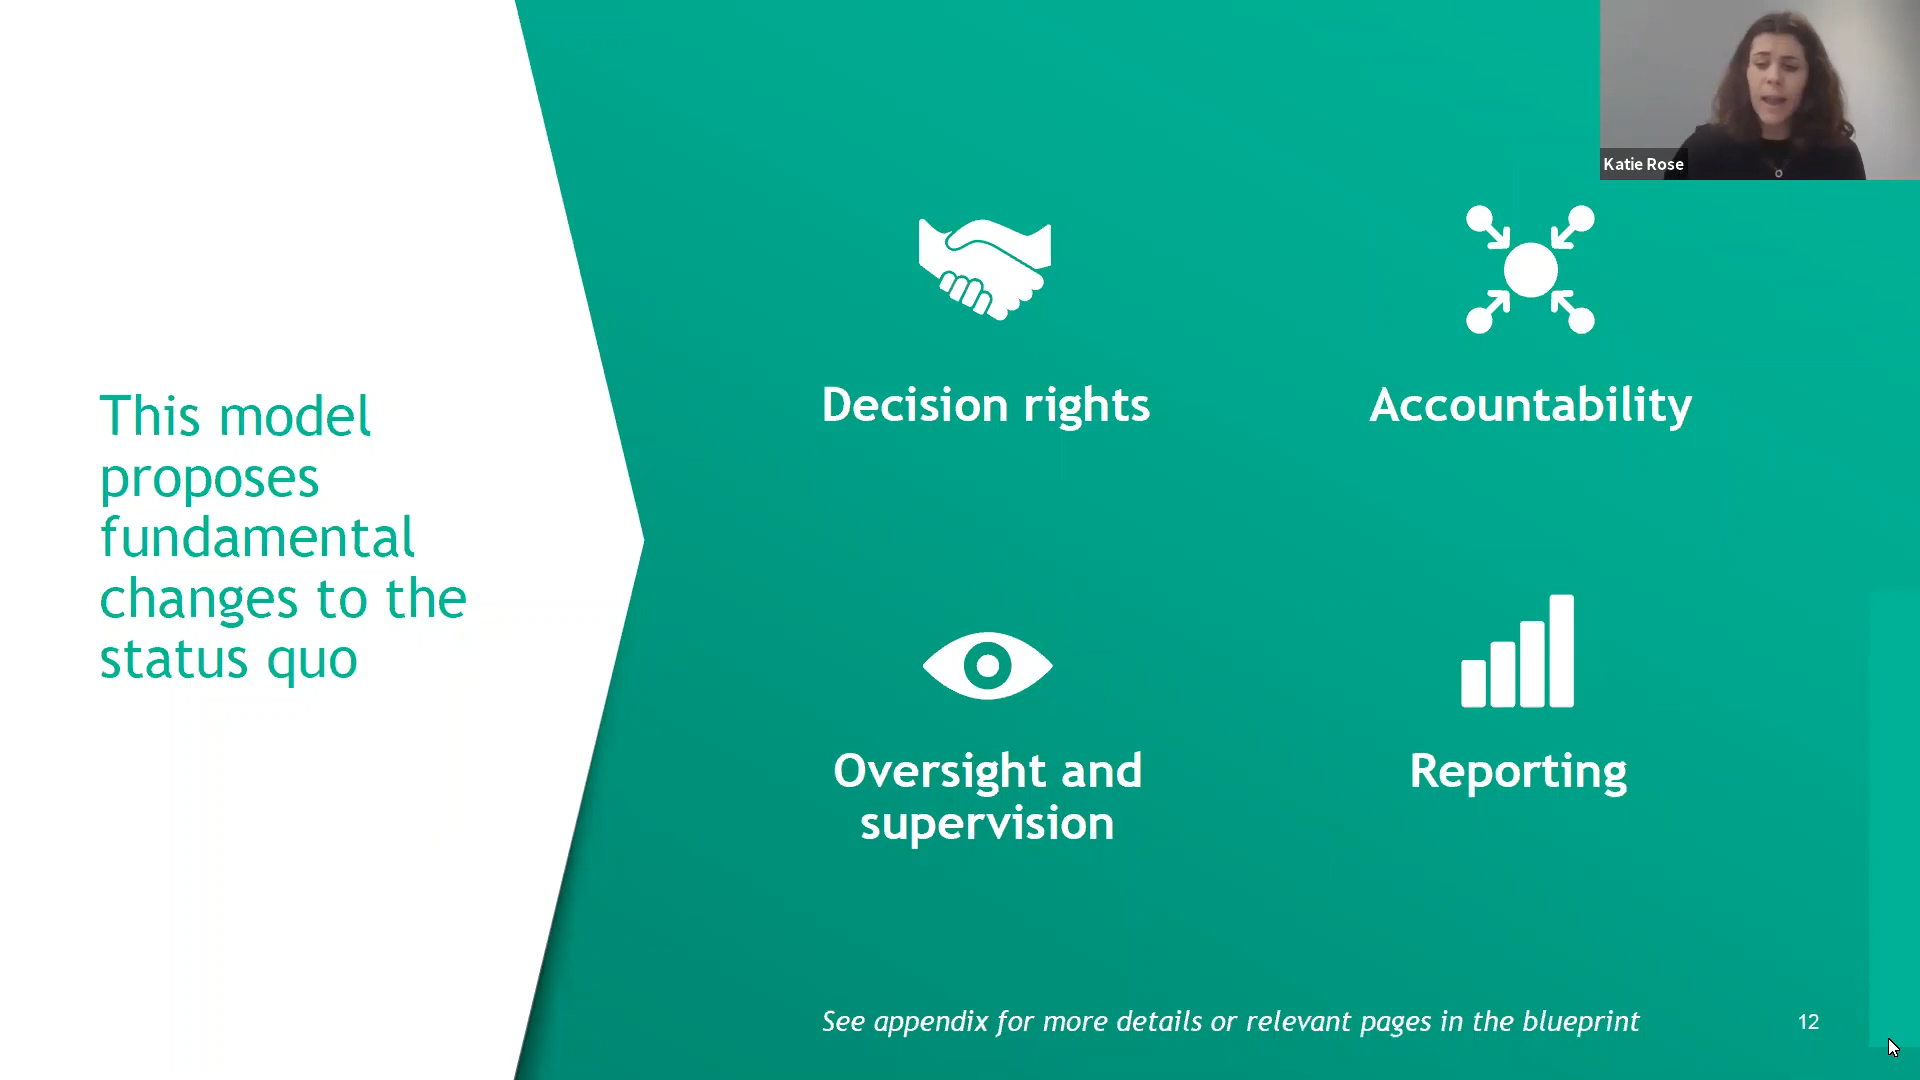 Katie Rose
This model
proposes
fundamental
changes to the
status quo
Decision rights
Accountability
Oversight and
supervision
Reporting
See appendix for more details or relevant pages in the blueprint
12